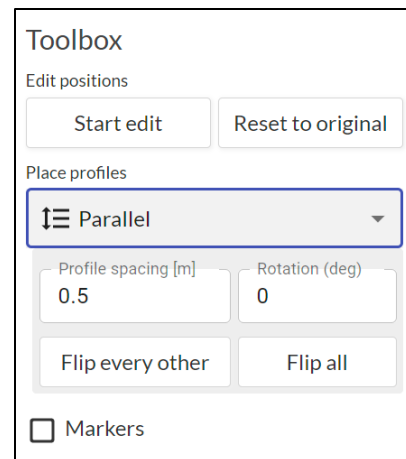 Toolbox
Edit positions
Start edit Reset to original
Place profiles
Parallel
Profile spacing [m] Rotation (deg)
0.5 0
Flip every other Flip all
Markers